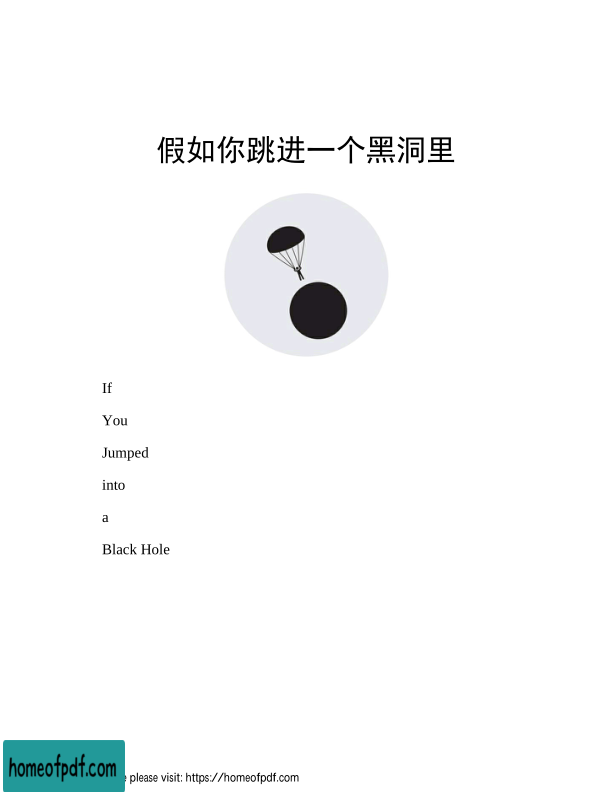 假如你跳进一个黑洞里
If
You
Jumped
into
a
Black Hole
homeofpdf.com
e please visit: https://homeofpdf.com